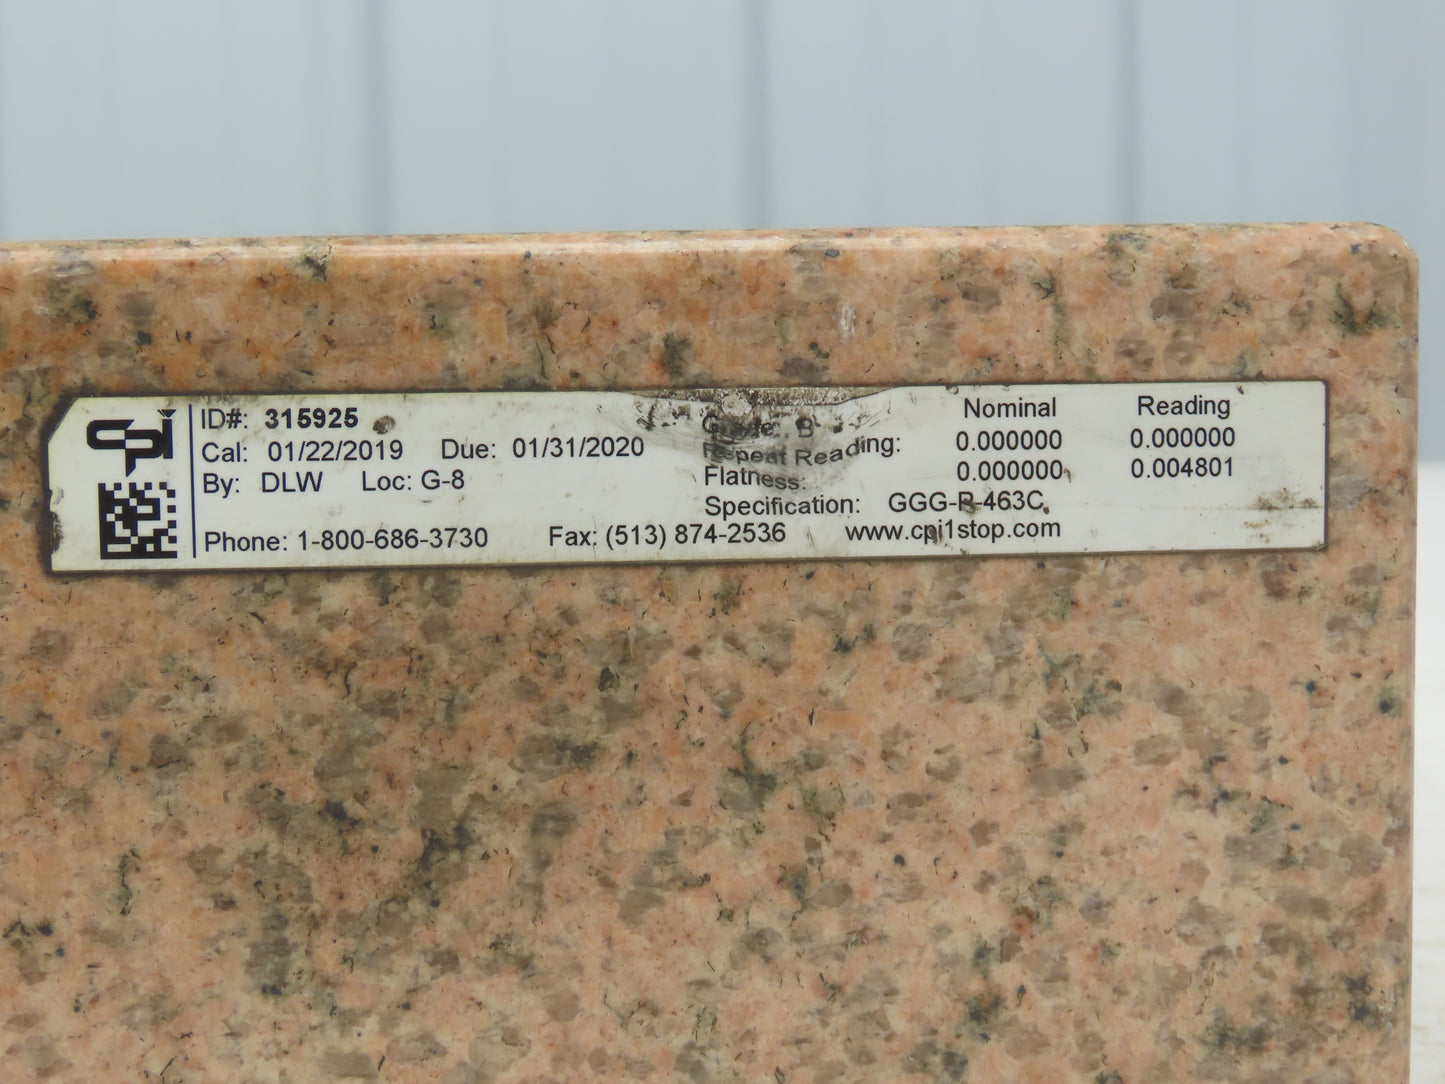 cpi
ID#: 315925
Cal: 01/22/2019 Due: 01/31/2020
By: DLW Loc: G-8
Phone: 1-800-686-3730 Fax: (513) 874-2536 www.cpi1stop.com
Nominal Reading
Grade: B
Repeat Reading: 0.000000 0.000000
Flatness: 0.000000 0.004801
Specification: GGG-P-463C